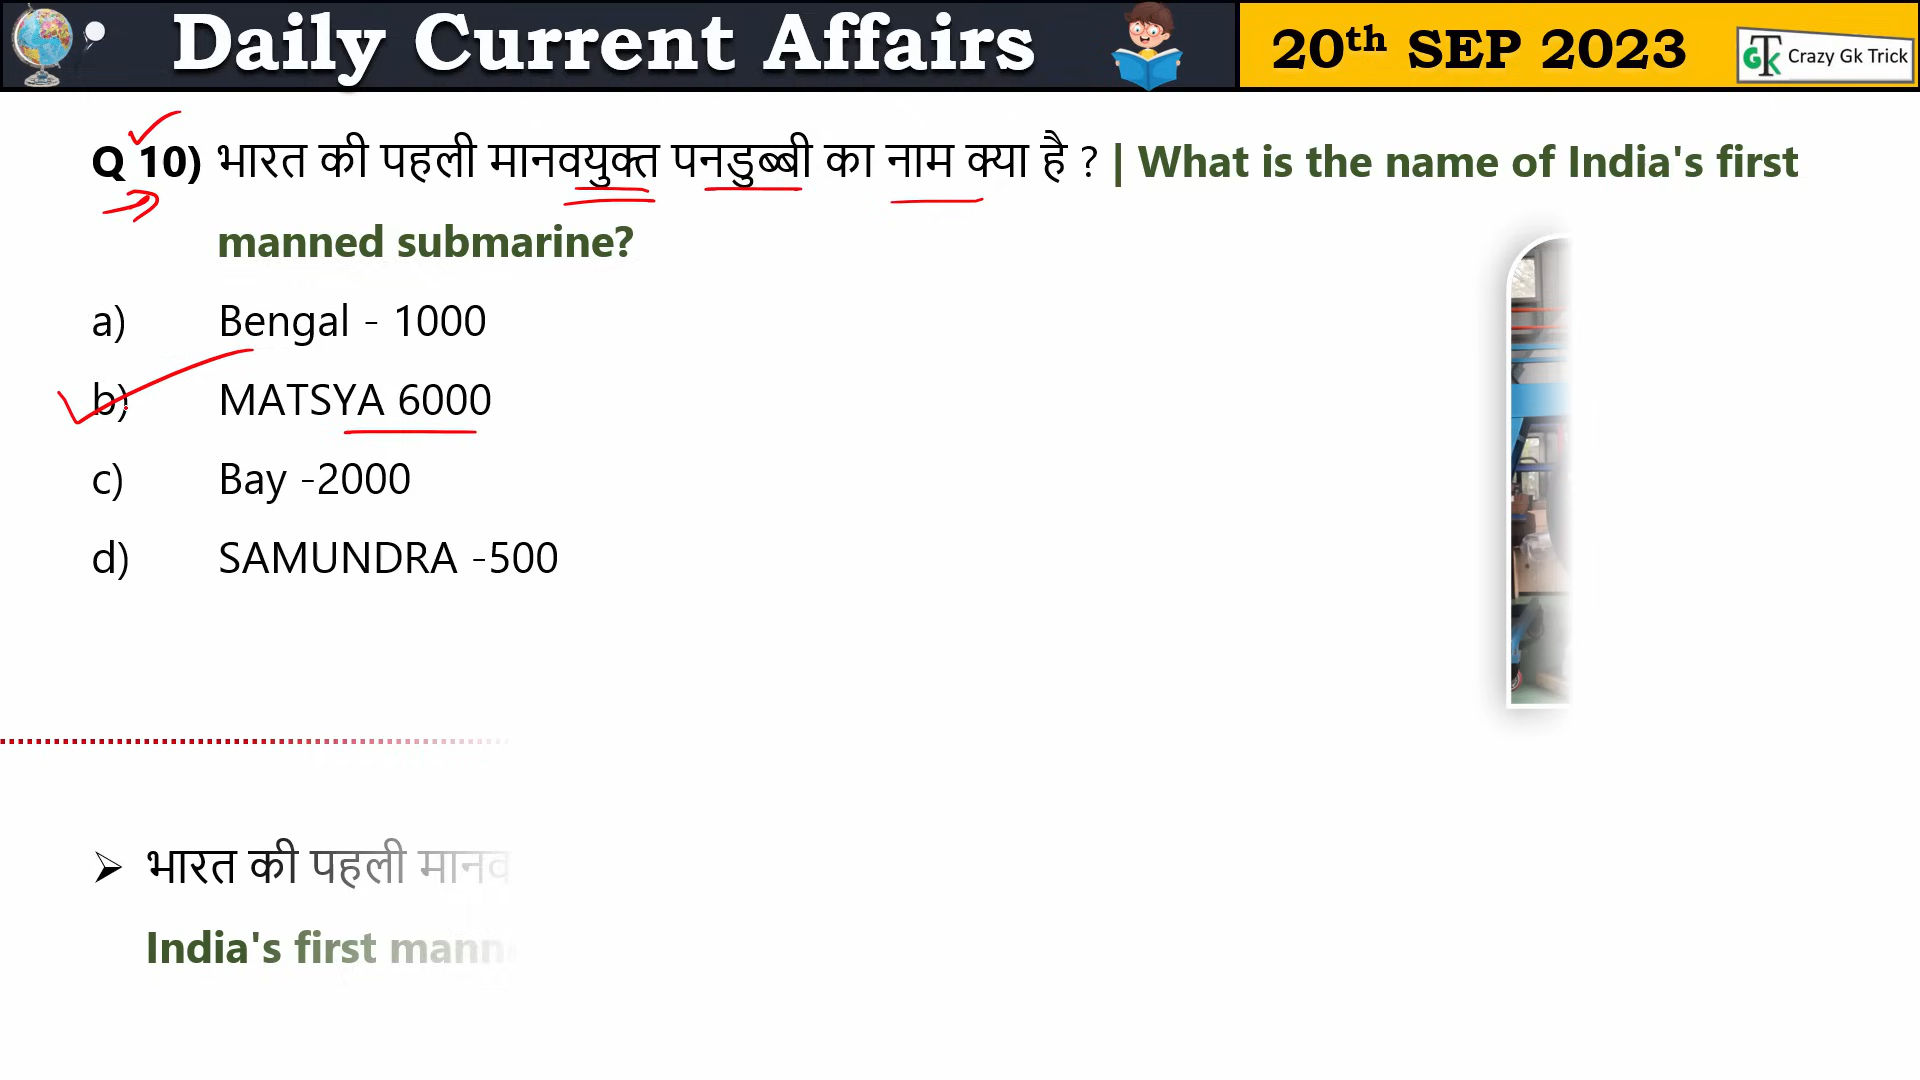 Daily Current Affairs
20th SEP 2023
GTK Crazy Gk Trick
Q 10) भारत की पहली मानवयुक्त पनडुब्बी का नाम क्या है ? | What is the name of India's first
manned submarine?
a) Bengal - 1000
b) MATSYA 6000
c) Bay -2000
d) SAMUNDRA -500
➢ भारत की पहली
India's first